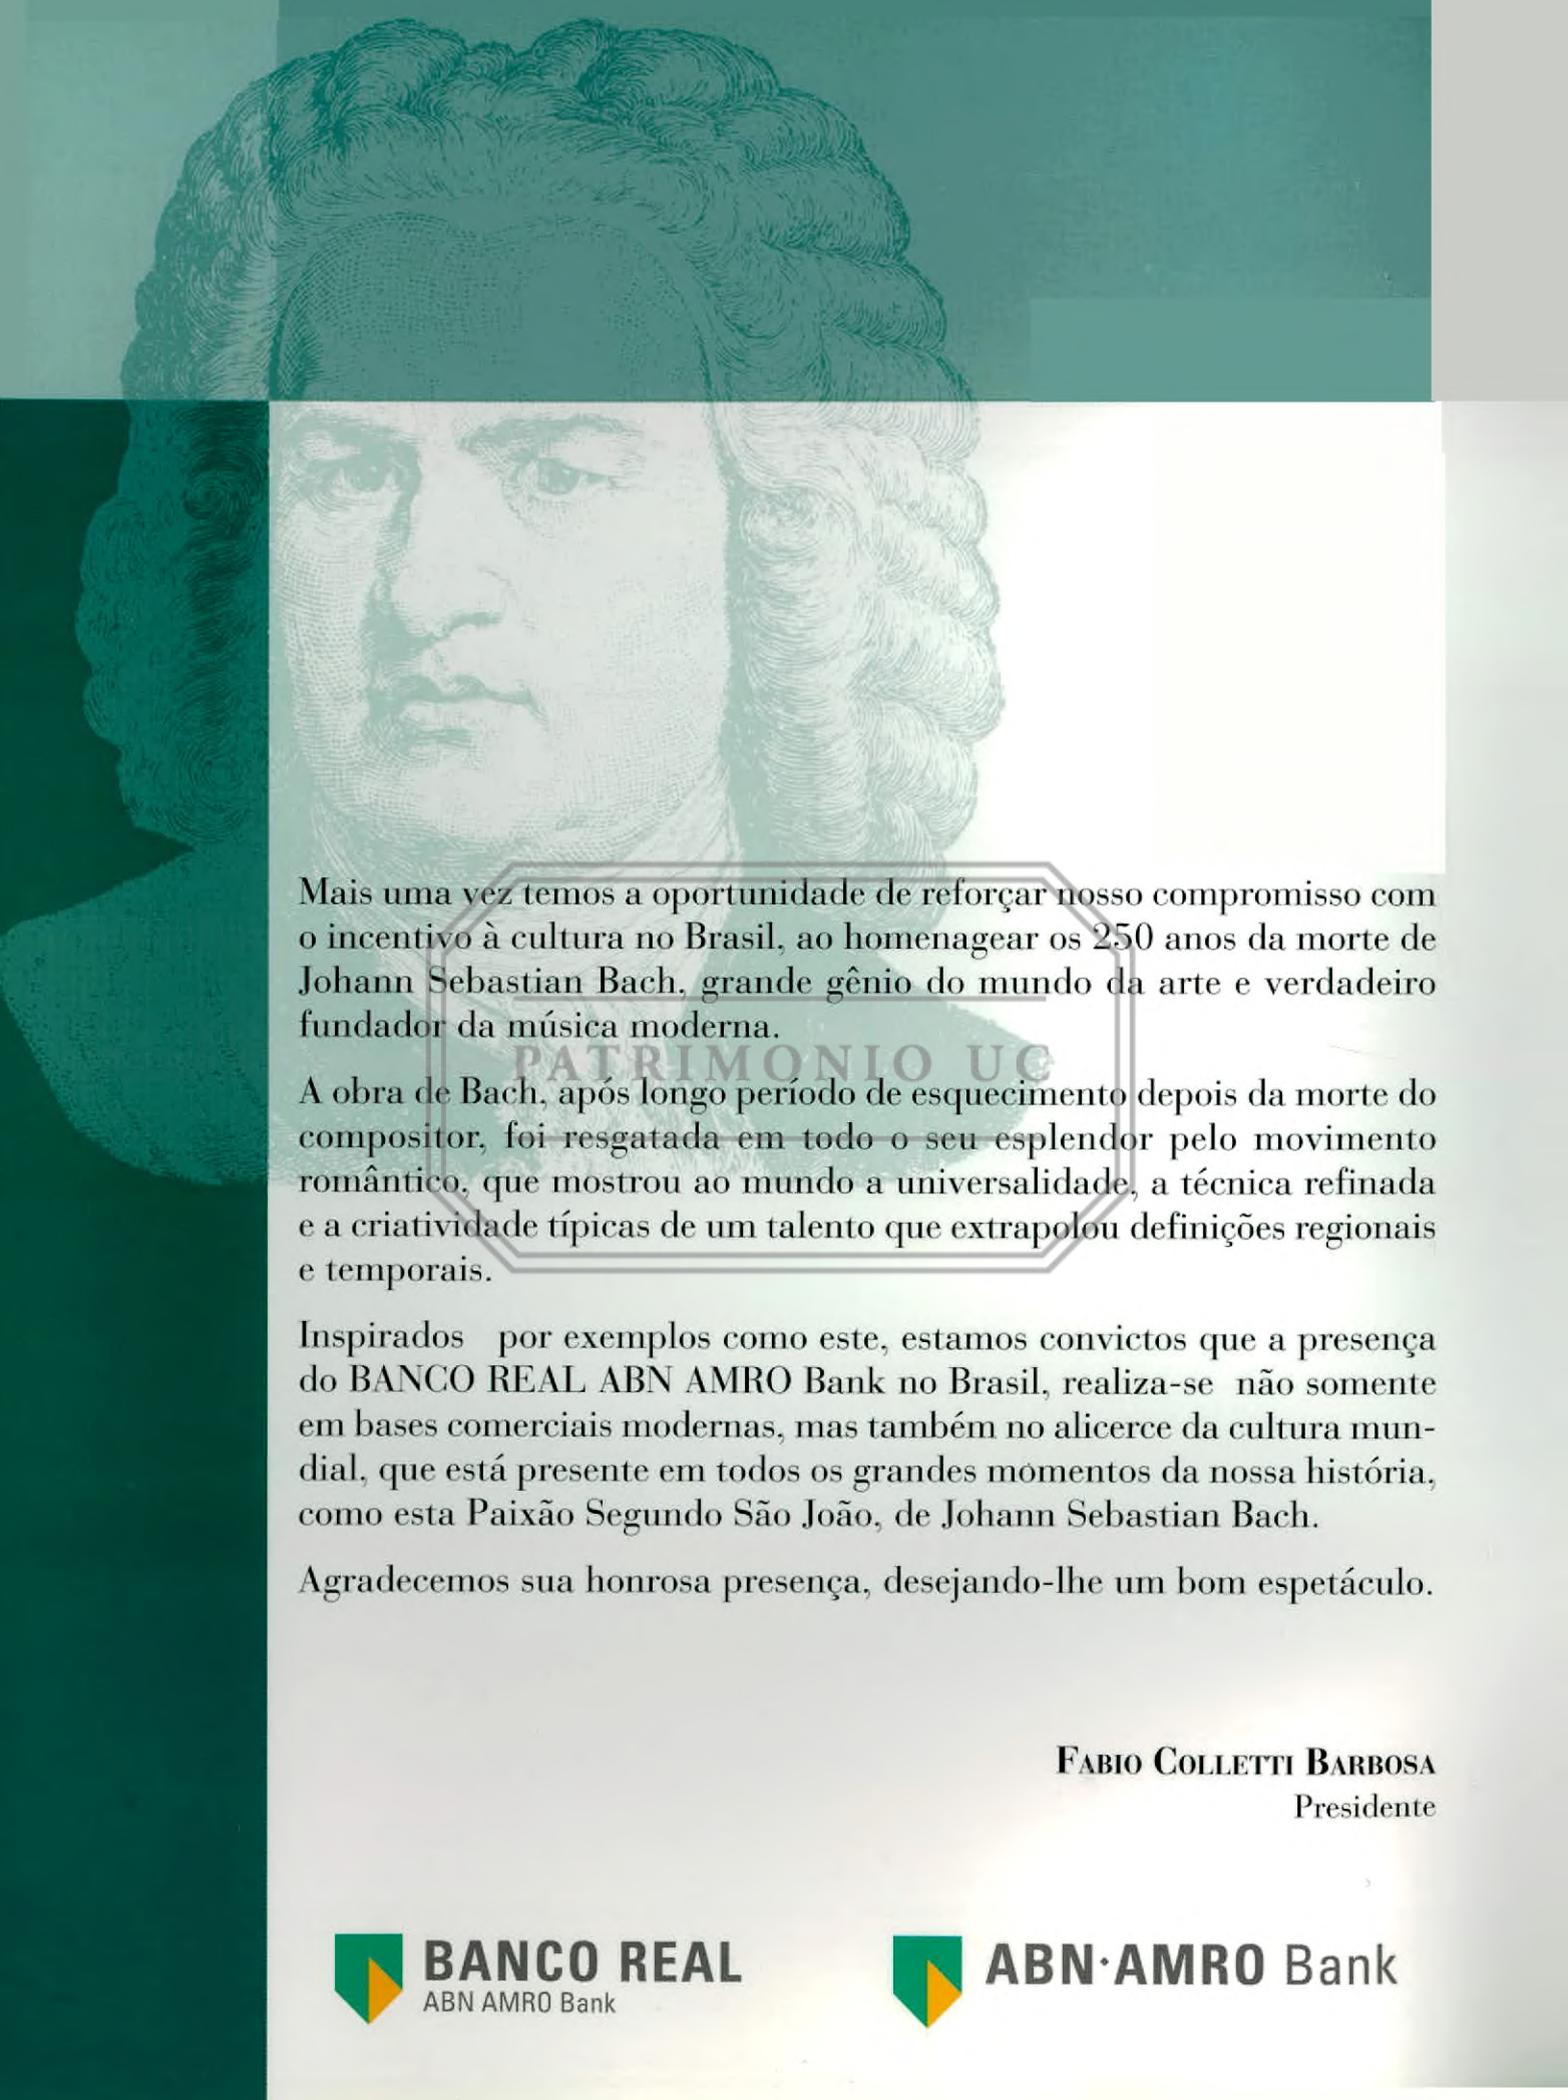 Mais uma vez temos a oportunidade de reforçar nosso compromisso com
o incentivo à cultura no Brasil, ao homenagear os 250 anos da morte de
Johann Sebastian Bach, grande gênio do mundo da arte e verdadeiro
fundador da música moderna.
PATRIMONIO UC
A obra de Bach, após longo período de esquecimento depois da morte do
compositor, foi resgatada em todo o seu esplendor pelo movimento
romântico, que mostrou ao mundo a universalidade, a técnica refinada
e a criatividade típicas de um talento que extrapolou definições regionais
e temporais.
Inspirados por exemplos como este, estamos convictos que a presença
do BANCO REAL ABN AMRO Bank no Brasil, realiza-se não somente
em bases comerciais modernas, mas também no alicerce da cultura mun-
dial, que está presente em todos os grandes momentos da nossa história,
como esta Paixão Segundo São João, de Johann Sebastian Bach.
Agradecemos sua honrosa presença, desejando-lhe um bom espetáculo.
FABIO COLLETTI BARBOSA
Presidente
BANCO REAL
ABN AMRO Bank
ABN·AMRO Bank